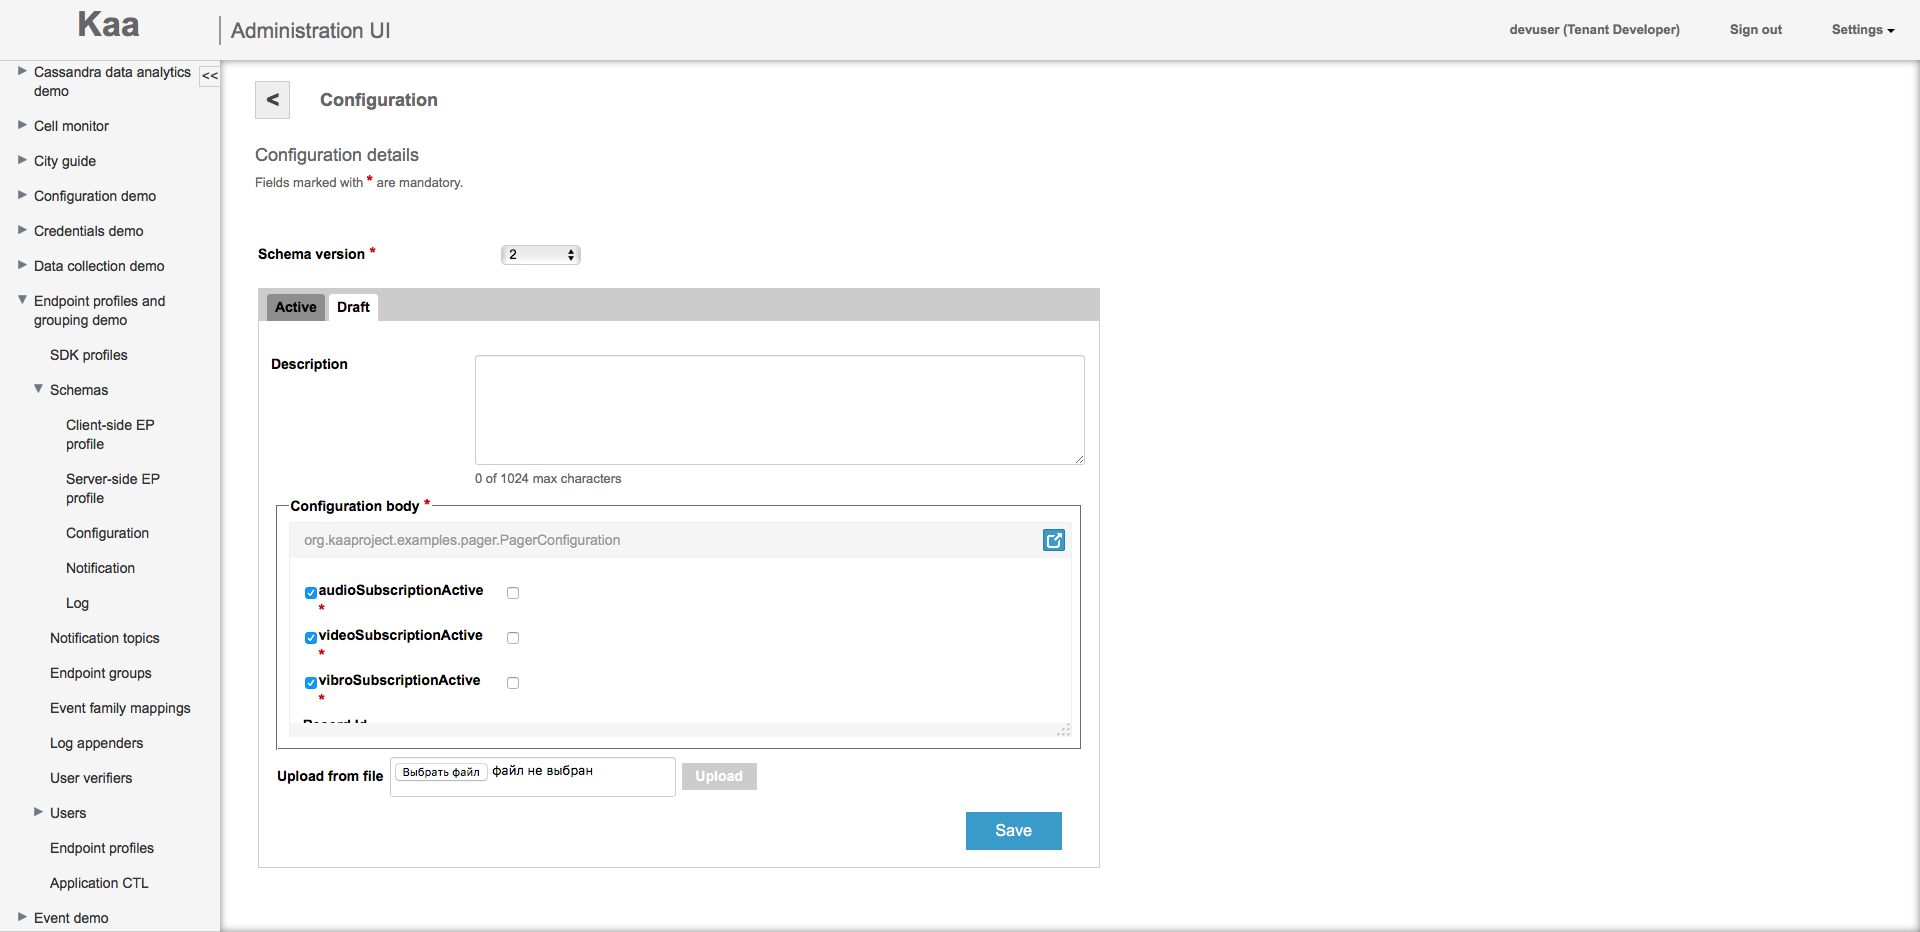 Kaa
Administration UI
devuser (Tenant Developer)
Sign out
Settings
Cassandra data analytics
demo
<<
Cell monitor
City guide
Configuration demo
Credentials demo
Data collection demo
Endpoint profiles and
grouping demo
SDK profiles
Schemas
Client-side EP
profile
Server-side EP
profile
Configuration
Notification
Log
Notification topics
Endpoint groups
Event family mappings
Log appenders
User verifiers
Users
Endpoint profiles
Application CTL
Event demo
<
Configuration
Configuration details
Fields marked with * are mandatory.
Schema version *
2
Active
Draft
Description
0 of 1024 max characters
Configuration body *
org.kaaproject.examples.pager.PagerConfiguration
audioSubscriptionActive
*
videoSubscriptionActive
*
vibroSubscriptionActive
*
Record Id
Upload from file
Выбрать файл
файл не выбран
Upload
Save